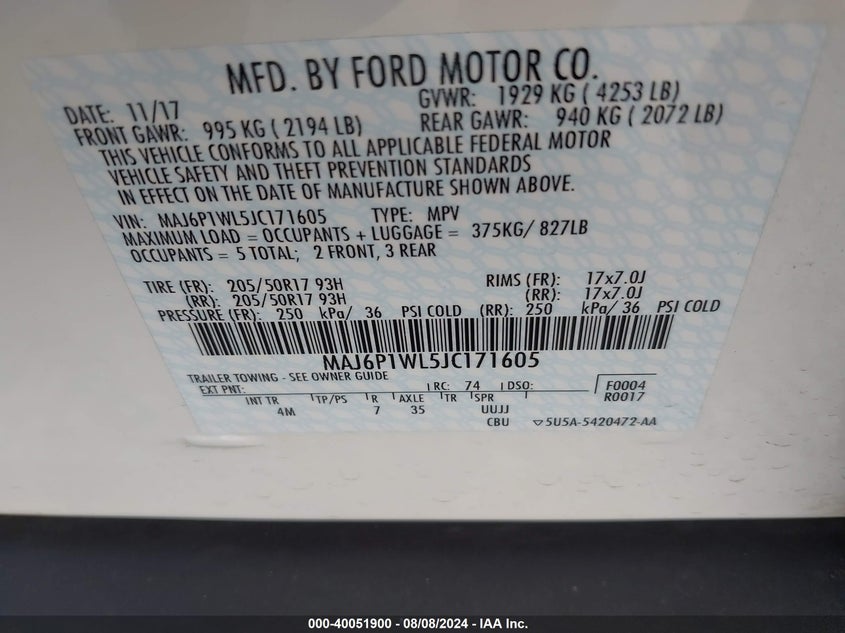 MFD. BY FORD MOTOR CO.
DATE: 11/17 GVWR: 1929 KG ( 4253 LB)
FRONT GAWR: 995 KG ( 2194 LB) REAR GAWR: 940 KG ( 2072 LB)
THIS VEHICLE CONFORMS TO ALL APPLICABLE FEDERAL MOTOR
VEHICLE SAFETY AND THEFT PREVENTION STANDARDS
IN EFFECT ON THE DATE OF MANUFACTURE SHOWN ABOVE.
VIN: MAJ6P1WL5JC171605 TYPE: MPV
MAXIMUM LOAD = OCCUPANTS + LUGGAGE = 375KG/ 827LB
OCCUPANTS = 5 TOTAL; 2 FRONT, 3 REAR
TIRE (FR): 205/50R17 93H RIMS (FR): 17x7.0J
(RR): 205/50R17 93H (RR): 17x7.0J
PRESSURE (FR): 250 kPa/ 36 PSI COLD (RR): 250 kPa/ 36 PSI COLD
MAJ6P1WL5JC171605
TRAILER TOWING - SEE OWNER GUIDE
EXT PNT: RC: 74 DSO: F0004
INT TR TP/PS R AXLE TR SPR R0017
4M 7 35 UUJJ
CBU ▽5U5A-5420472-AA
000-40051900 - 08/08/2024 - IAA Inc.